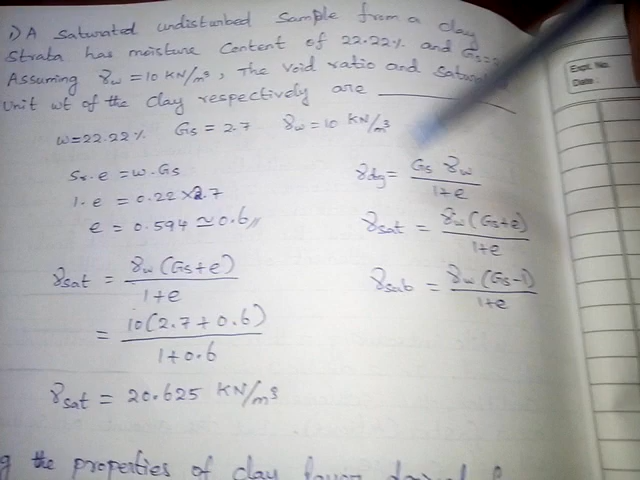 1) A saturated undisturbed sample from a clay
strata has moisture content of 22.22% and Gs=
Assuming γw = 10 KN/m³, The void ratio and
unit wt of the clay respectively are ________
w=22.22% Gs = 2.7 γw=10 KN/m³
Sr.e = w.Gs
1.e = 0.22 × 2.7
e = 0.594 ≃ 0.6//
γsat = γw(Gs+e) / 1+e
= 10(2.7+0.6) / 1+0.6
γsat = 20.625 KN/m³
γdry = Gs γw / 1+e
γsat = γw(Gs+e) / 1+e
γsub = γw(Gs-1) / 1+e
the properties of clay
Expt. No.
Date :